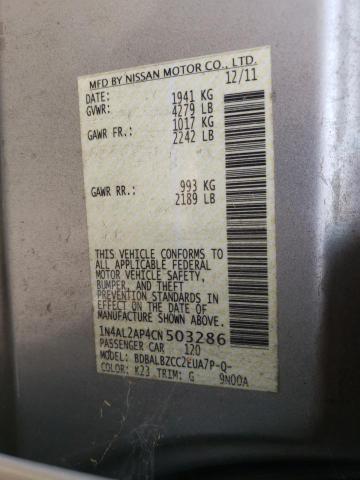 MFD BY NISSAN MOTOR CO., LTD.
12/11
DATE: 1941 KG
GVWR: 4279 LB
1017 KG
GAWR FR.: 2242 LB
993 KG
GAWR RR.: 2189 LB
THIS VEHICLE CONFORMS TO
ALL APPLICABLE FEDERAL
MOTOR VEHICLE SAFETY,
BUMPER, AND THEFT
PREVENTION STANDARDS
IN EFFECT ON THE DATE OF
MANUFACTURE SHOWN ABOVE.
1N4AL2AP4CN503286
PASSENGER CAR 120
MODEL: BDBALBZCC2EUA7P-Q-
COLOR: K23 TRIM: G 9N00A